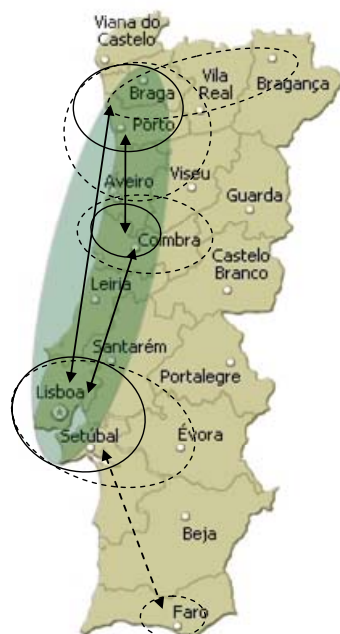 Viana do
Castelo
Braga
Vila
Real
Bragança
Porto
Aveiro
Viseu
Guarda
Coimbra
Castelo
Branco
Leiria
Santarém
Portalegre
Lisboa
Setúbal
Évora
Beja
Faro